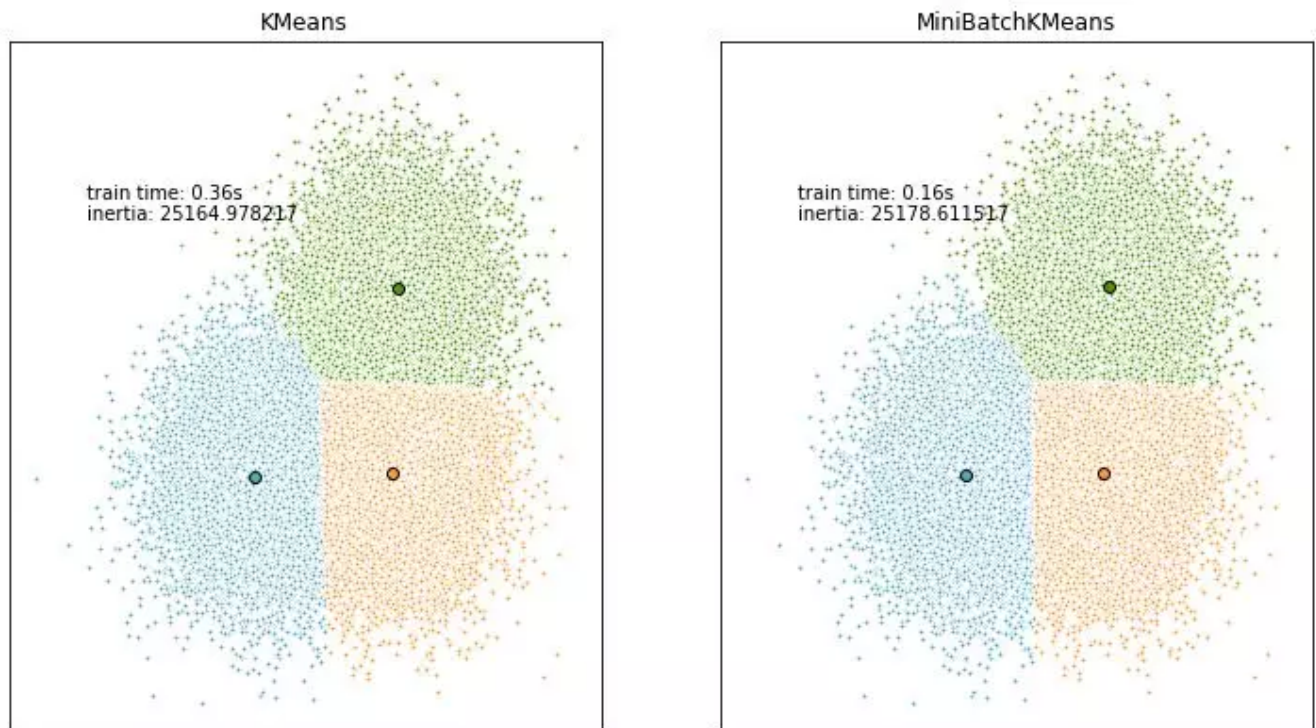 KMeans
train time: 0.36s
inertia: 25164.978217
MiniBatchKMeans
train time: 0.16s
inertia: 25178.611517